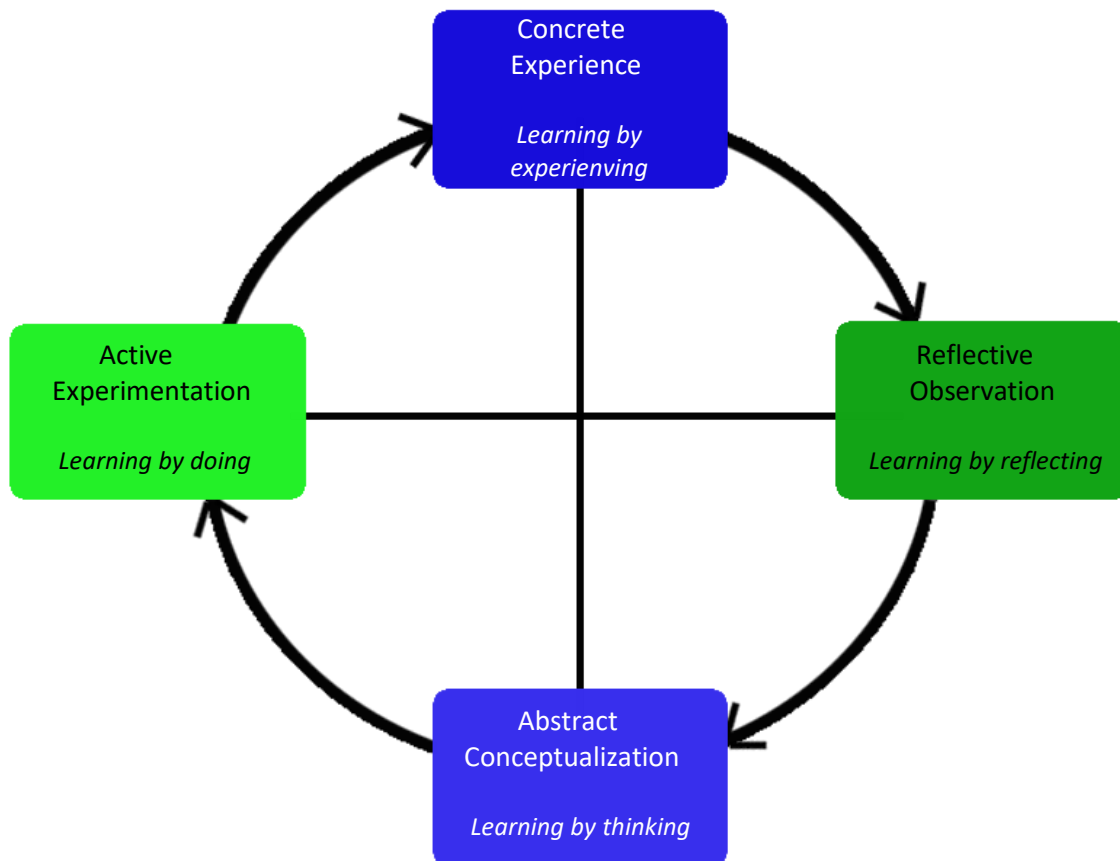 Concrete
Experience
Learning by
experienving
Active
Experimentation
Learning by doing
Reflective
Observation
Learning by reflecting
Abstract
Conceptualization
Learning by thinking